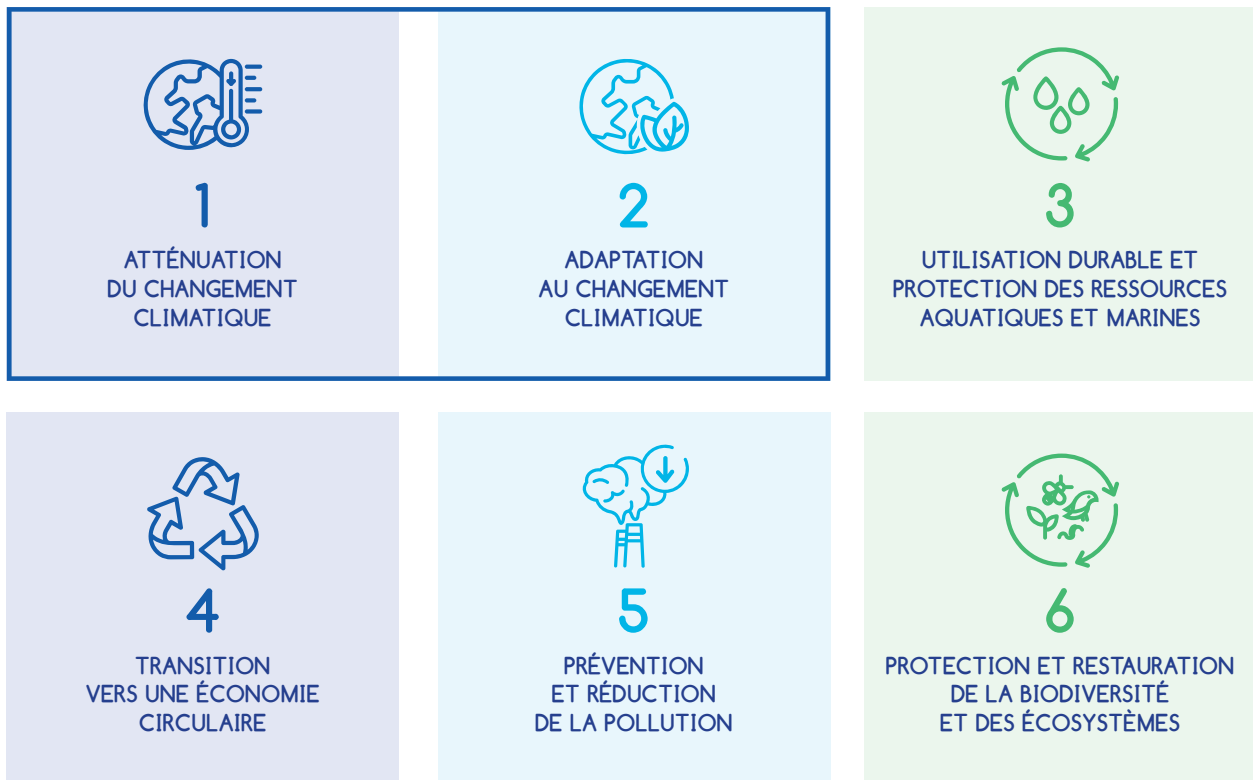 1
ATTÉNUATION
DU CHANGEMENT
CLIMATIQUE
2
ADAPTATION
AU CHANGEMENT
CLIMATIQUE
3
UTILISATION DURABLE ET
PROTECTION DES RESSOURCES
AQUATIQUES ET MARINES
4
TRANSITION
VERS UNE ÉCONOMIE
CIRCULAIRE
5
PRÉVENTION
ET RÉDUCTION
DE LA POLLUTION
6
PROTECTION ET RESTAURATION
DE LA BIODIVERSITÉ
ET DES ÉCOSYSTÈMES